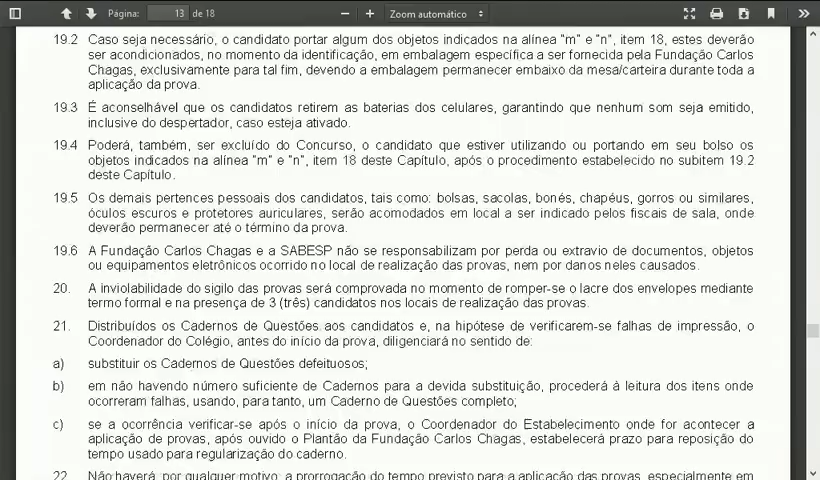 Página: 13 de 18 Zoom automático
19.2 Caso seja necessário, o candidato portar algum dos objetos indicados na alínea "m" e "n", item 18, estes deverão
ser acondicionados, no momento da identificação, em embalagem específica a ser fornecida pela Fundação Carlos
Chagas, exclusivamente para tal fim, devendo a embalagem permanecer embaixo da mesa/carteira durante toda a
aplicação da prova.
19.3 É aconselhável que os candidatos retirem as baterias dos celulares, garantindo que nenhum som seja emitido,
inclusive do despertador, caso esteja ativado.
19.4 Poderá, também, ser excluído do Concurso, o candidato que estiver utilizando ou portando em seu bolso os
objetos indicados na alínea "m" e "n", item 18 deste Capítulo, após o procedimento estabelecido no subitem 19.2
deste Capítulo.
19.5 Os demais pertences pessoais dos candidatos, tais como: bolsas, sacolas, bonés, chapéus, gorros ou similares,
óculos escuros e protetores auriculares, serão acomodados em local a ser indicado pelos fiscais de sala, onde
deverão permanecer até o término da prova.
19.6 A Fundação Carlos Chagas e a SABESP não se responsabilizam por perda ou extravio de documentos, objetos
ou equipamentos eletrônicos ocorrido no local de realização das provas, nem por danos neles causados.
20. A inviolabilidade do sigilo das provas será comprovada no momento de romper-se o lacre dos envelopes mediante
termo formal e na presença de 3 (três) candidatos nos locais de realização das provas.
21. Distribuídos os Cadernos de Questões aos candidatos e, na hipótese de verificarem-se falhas de impressão, o
Coordenador do Colégio, antes do início da prova, diligenciará no sentido de:
a) substituir os Cadernos de Questões defeituosos;
b) em não havendo número suficiente de Cadernos para a devida substituição, procederá à leitura dos itens onde
ocorreram falhas, usando, para tanto, um Caderno de Questões completo;
c) se a ocorrência verificar-se após o início da prova, o Coordenador do Estabelecimento onde for acontecer a
aplicação de provas, após ouvido o Plantão da Fundação Carlos Chagas, estabelecerá prazo para reposição do
tempo usado para regularização do caderno.
22. Não haverá, por qualquer motivo, a prorrogação do tempo previsto para a aplicação das provas, especialmente em